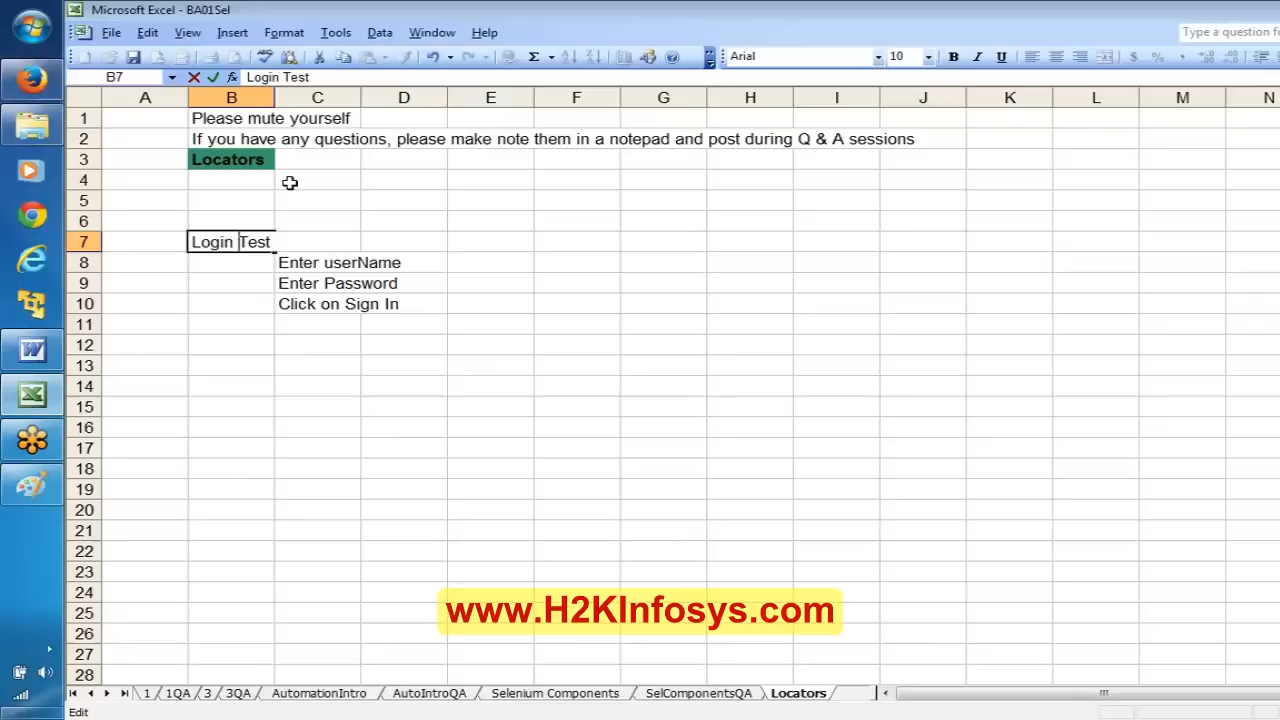 Microsoft Excel - BA01Sel
File Edit View Insert Format Tools Data Window Help
Type a question fo
Arial 10 B I U $ %
B7 fx Login Test
A B C D E F G H I J K L M N
1 Please mute yourself
2 If you have any questions, please make note them in a notepad and post during Q & A sessions
3 Locators
4
5
6
7 Login Test
8 Enter userName
9 Enter Password
10 Click on Sign In
11
12
13
14
15
16
17
18
19
20
21
22
23
24
25
www.H2KInfosys.com
26
27
28
1 1QA 3 3QA AutomationIntro AutoIntroQA Selenium Components SelComponentsQA Locators
Edit